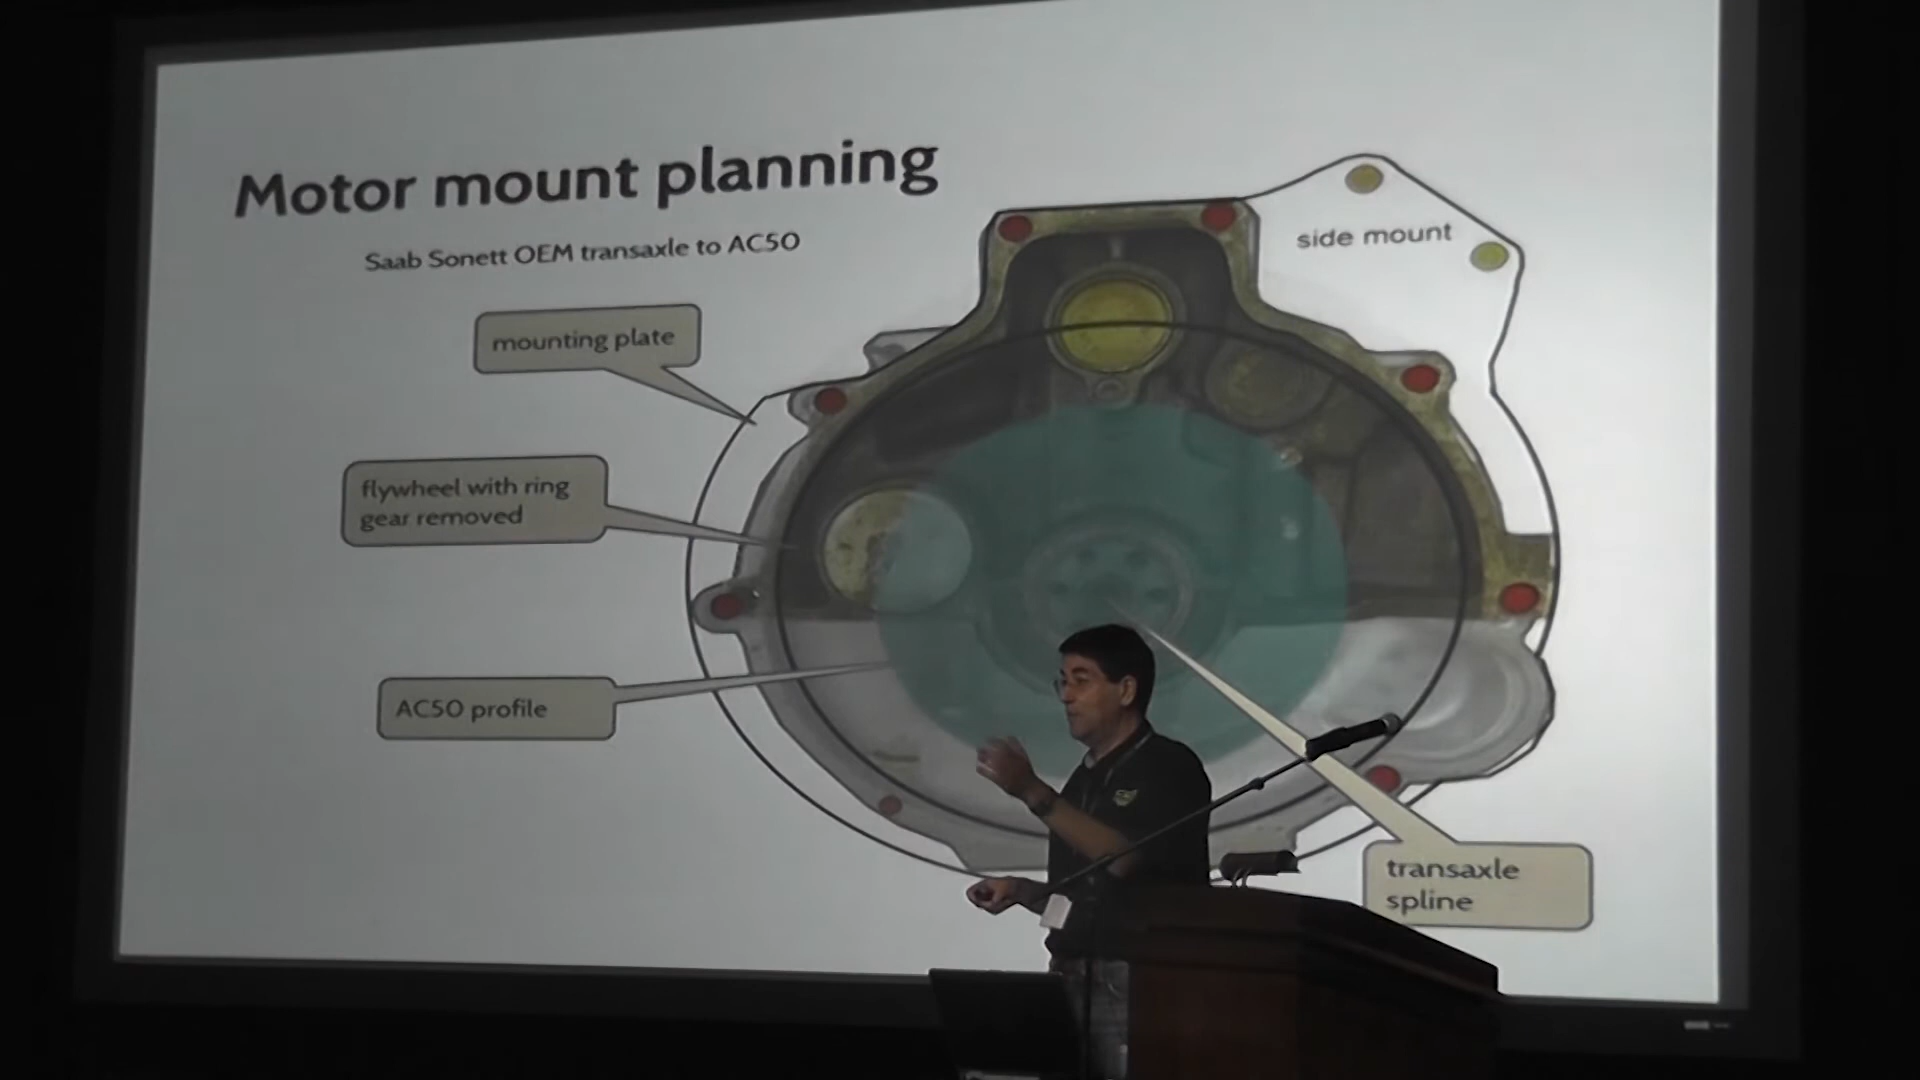 Motor mount planning
Saab Sonett OEM transaxle to AC50
side mount
mounting plate
flywheel with ring
gear removed
AC50 profile
transaxle
spline